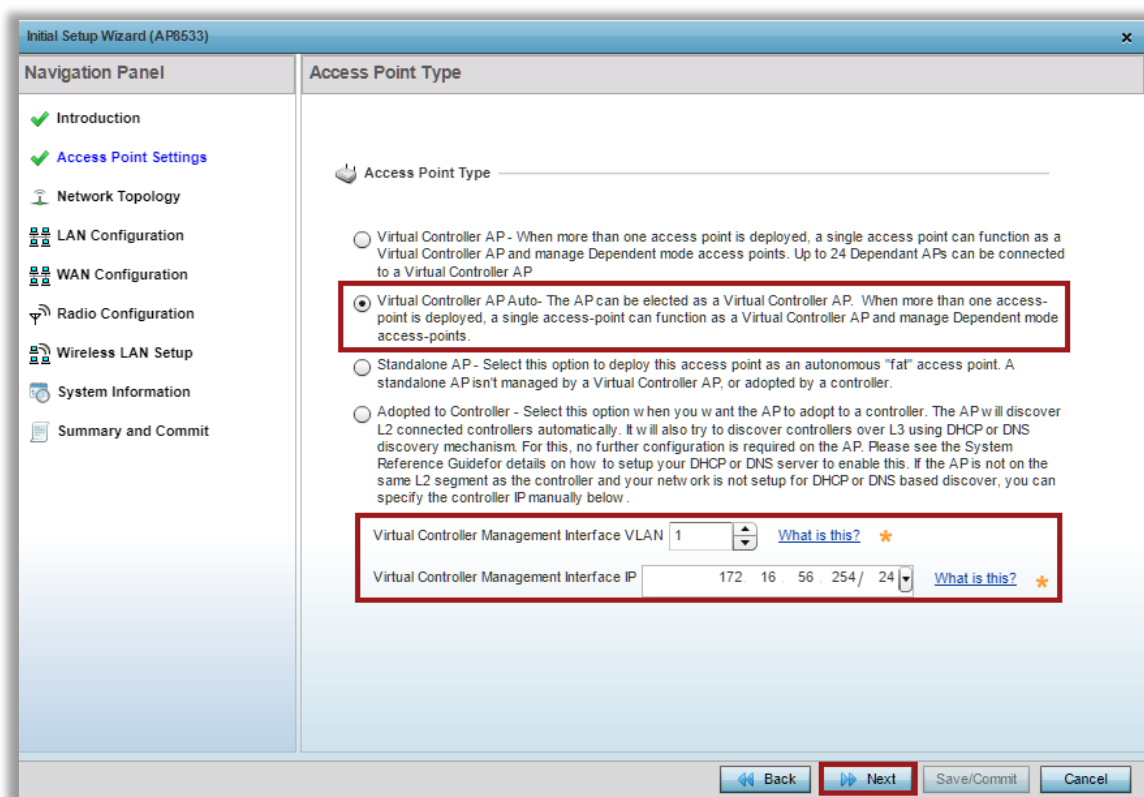 Initial Setup Wizard (AP8533)
×
Navigation Panel
Introduction
Access Point Settings
Network Topology
LAN Configuration
WAN Configuration
Radio Configuration
Wireless LAN Setup
System Information
Summary and Commit
Access Point Type
Access Point Type
Virtual Controller AP - When more than one access point is deployed, a single access point can function as a
Virtual Controller AP and manage Dependent mode access points. Up to 24 Dependant APs can be connected
to a Virtual Controller AP
Virtual Controller AP Auto- The AP can be elected as a Virtual Controller AP. When more than one access-
point is deployed, a single access-point can function as a Virtual Controller AP and manage Dependent mode
access-points.
Standalone AP - Select this option to deploy this access point as an autonomous "fat" access point. A
standalone AP isn't managed by a Virtual Controller AP, or adopted by a controller.
Adopted to Controller - Select this option when you want the AP to adopt to a controller. The AP will discover
L2 connected controllers automatically. It will also try to discover controllers over L3 using DHCP or DNS
discovery mechanism. For this, no further configuration is required on the AP. Please see the System
Reference Guidefor details on how to setup your DHCP or DNS server to enable this. If the AP is not on the
same L2 segment as the controller and your network is not setup for DHCP or DNS based discover, you can
specify the controller IP manually below.
Virtual Controller Management Interface VLAN 1 What is this? *
Virtual Controller Management Interface IP 172. 16 . 56 . 254 / 24 What is this? *
Back Next Save/Commit Cancel